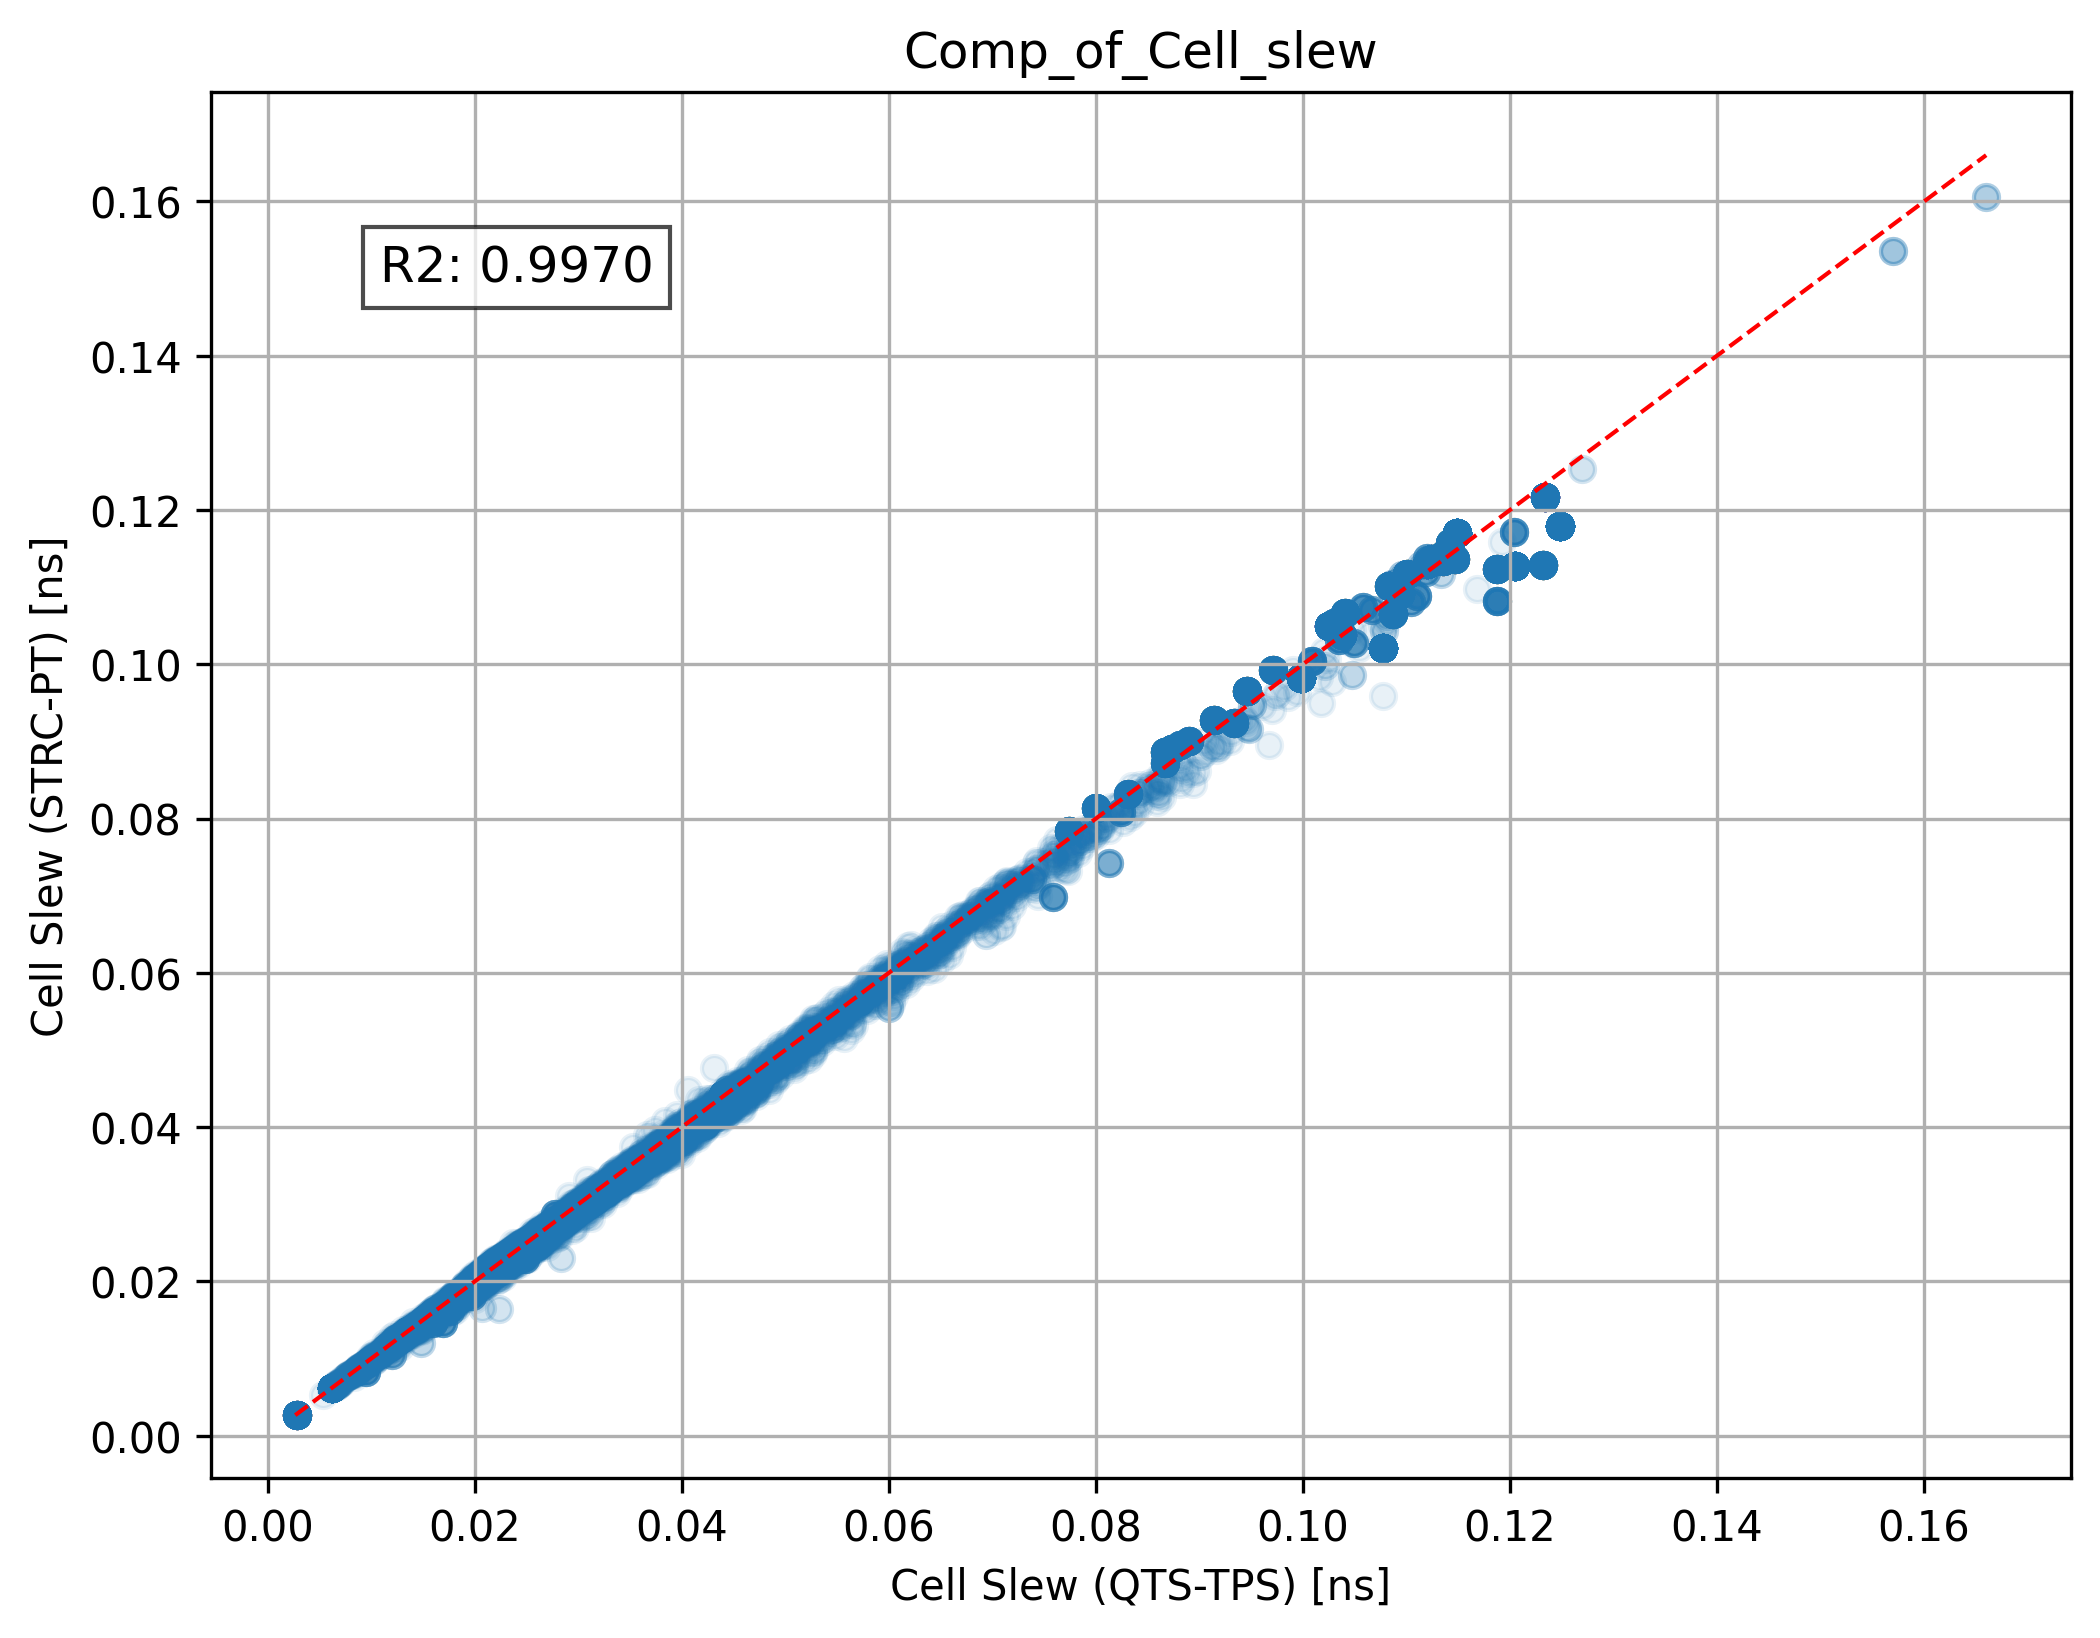 Comp_of_Cell_slew
R2: 0.9970
Cell Slew (STRC-PT) [ns]
0.16
0.14
0.12
0.10
0.08
0.06
0.04
0.02
0.00
0.00 0.02 0.04 0.06 0.08 0.10 0.12 0.14 0.16
Cell Slew (QTS-TPS) [ns]